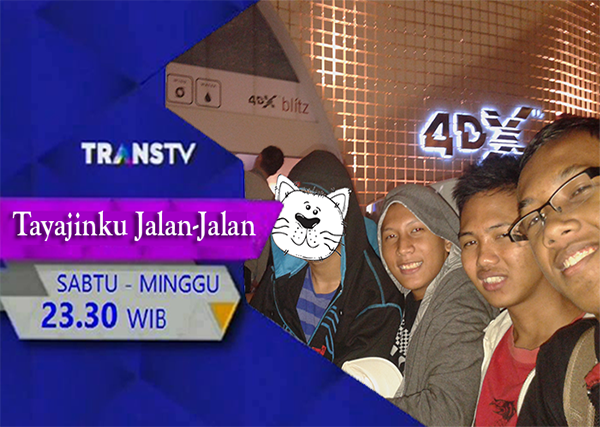 4DX blitz
4DX
TRANSTV
Tayajinku Jalan-Jalan
SABTU - MINGGU
23.30 WIB